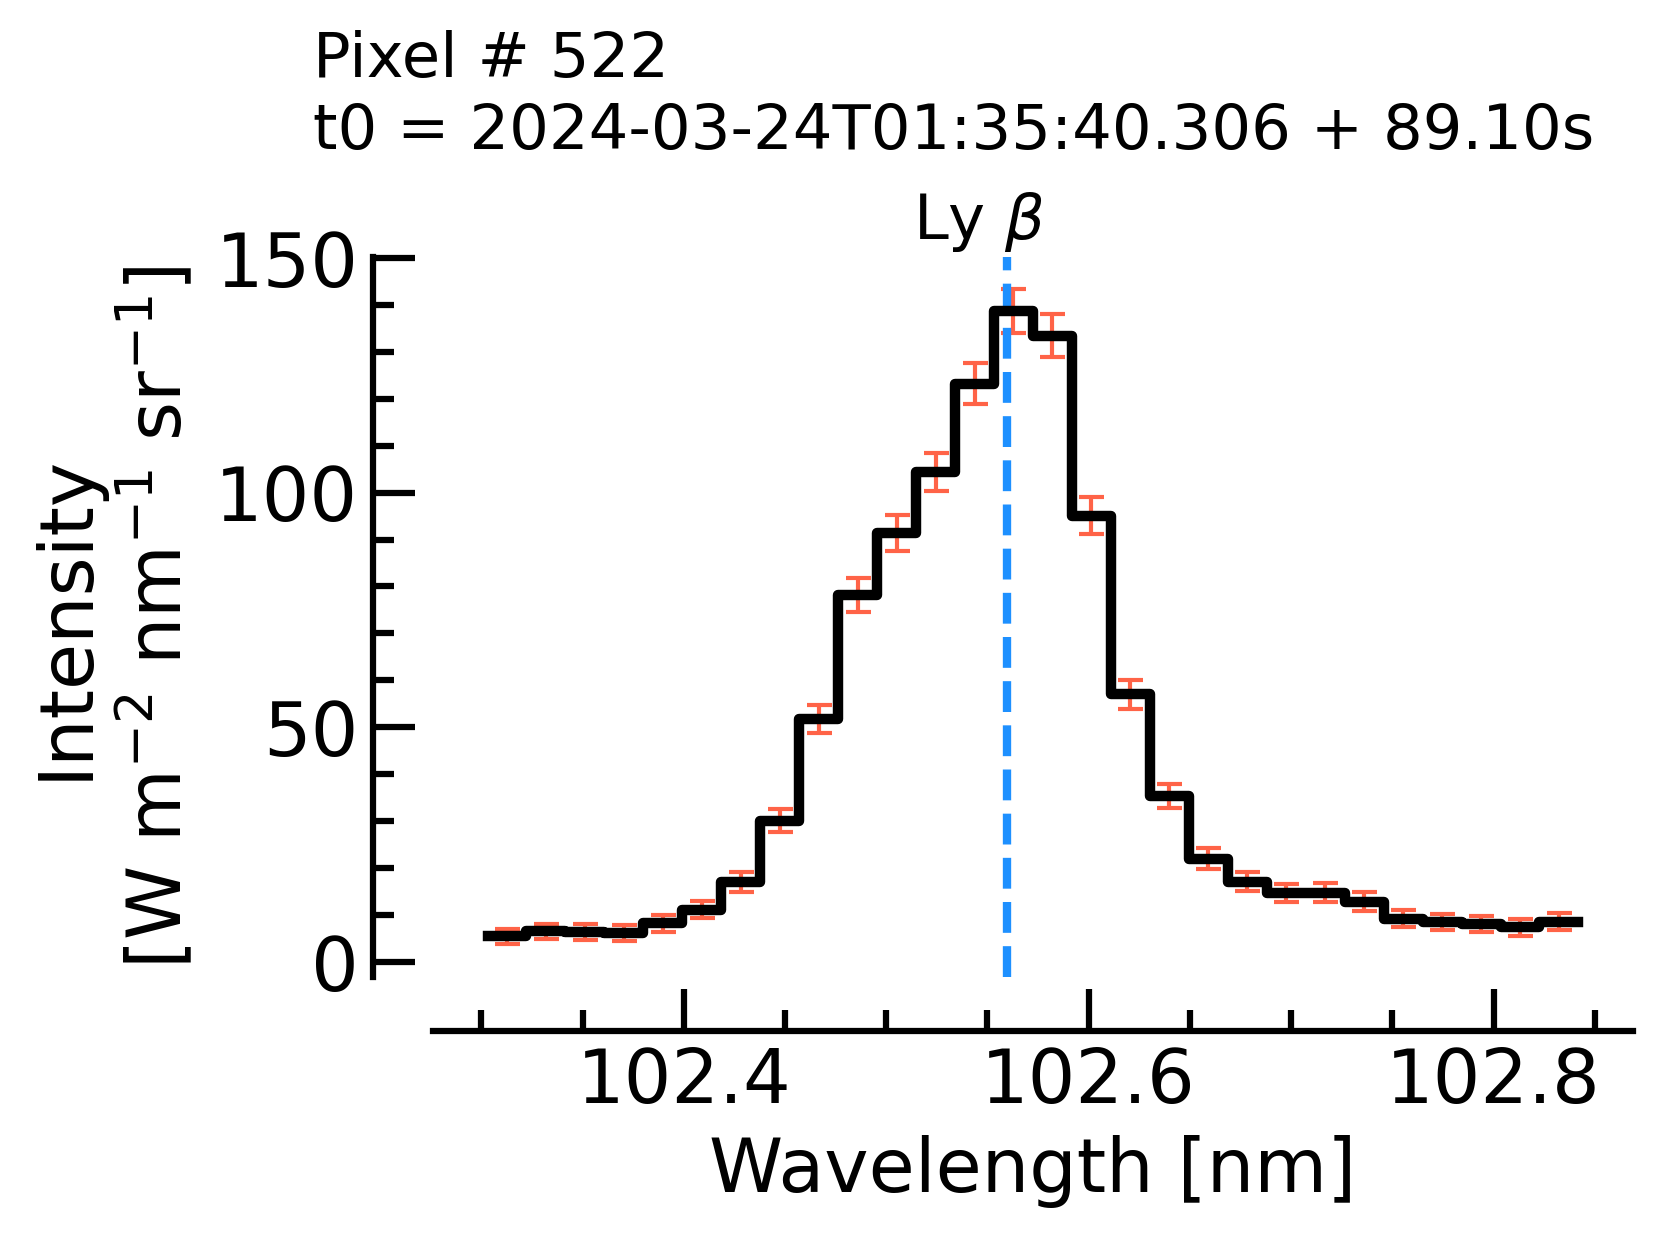 Pixel # 522
t0 = 2024-03-24T01:35:40.306 + 89.10s
Ly β
150
100
50
0
Intensity
[W m⁻² nm⁻¹ sr⁻¹]
102.4 102.6 102.8
Wavelength [nm]